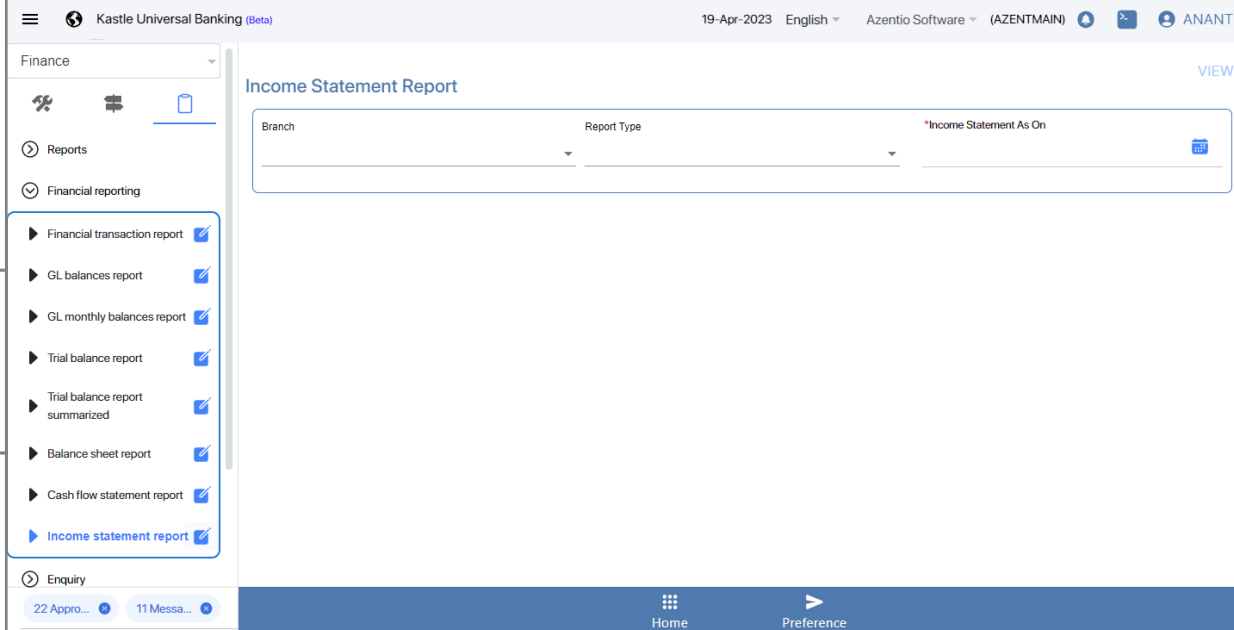 Kastle Universal Banking (Beta)
19-Apr-2023 English Azentio Software (AZENTMAIN) ANANT
Finance
VIEW
Income Statement Report
Branch
Report Type
*Income Statement As On
Reports
Financial reporting
Financial transaction report
GL balances report
GL monthly balances report
Trial balance report
Trial balance report
summarized
Balance sheet report
Cash flow statement report
Income statement report
Enquiry
22 Appro...
11 Messa...
Home
Preference